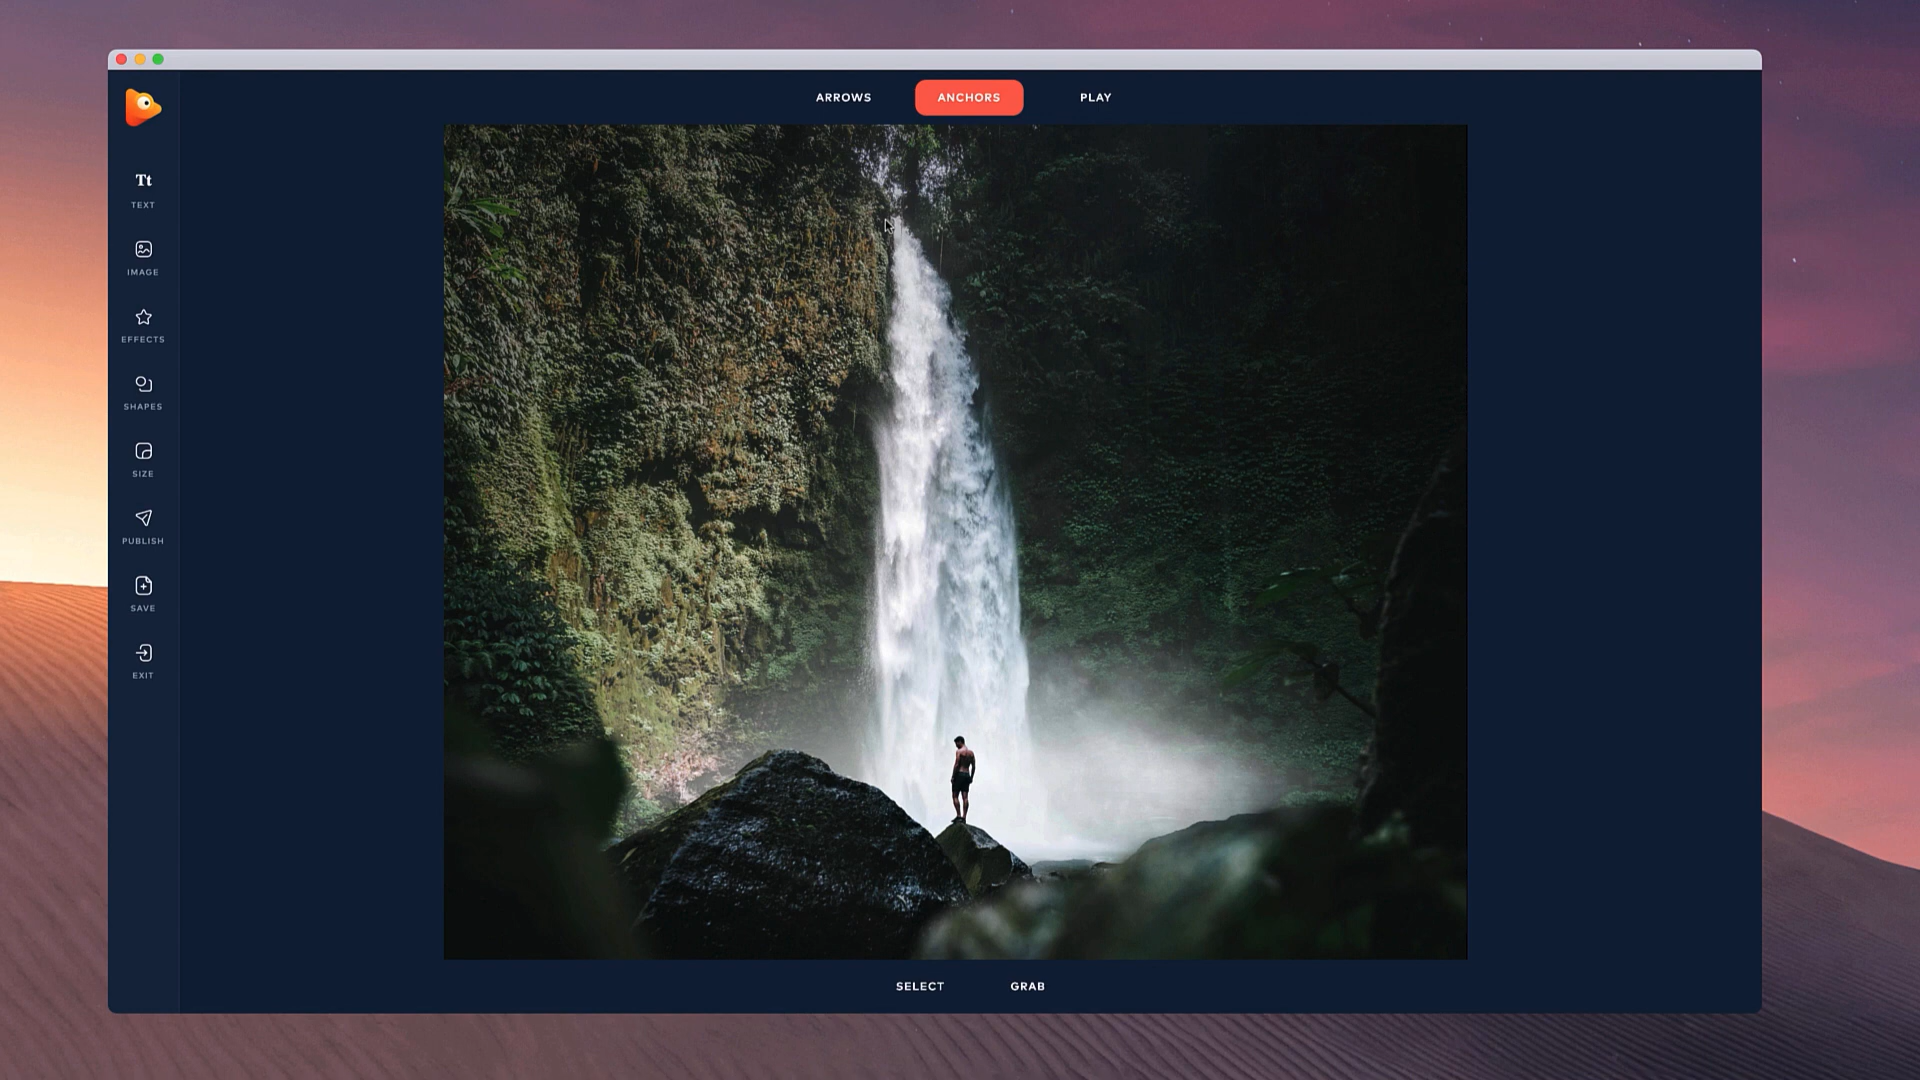 ARROWS
ANCHORS
PLAY
Tt
TEXT
IMAGE
EFFECTS
SHAPES
SIZE
PUBLISH
SAVE
EXIT
SELECT
GRAB